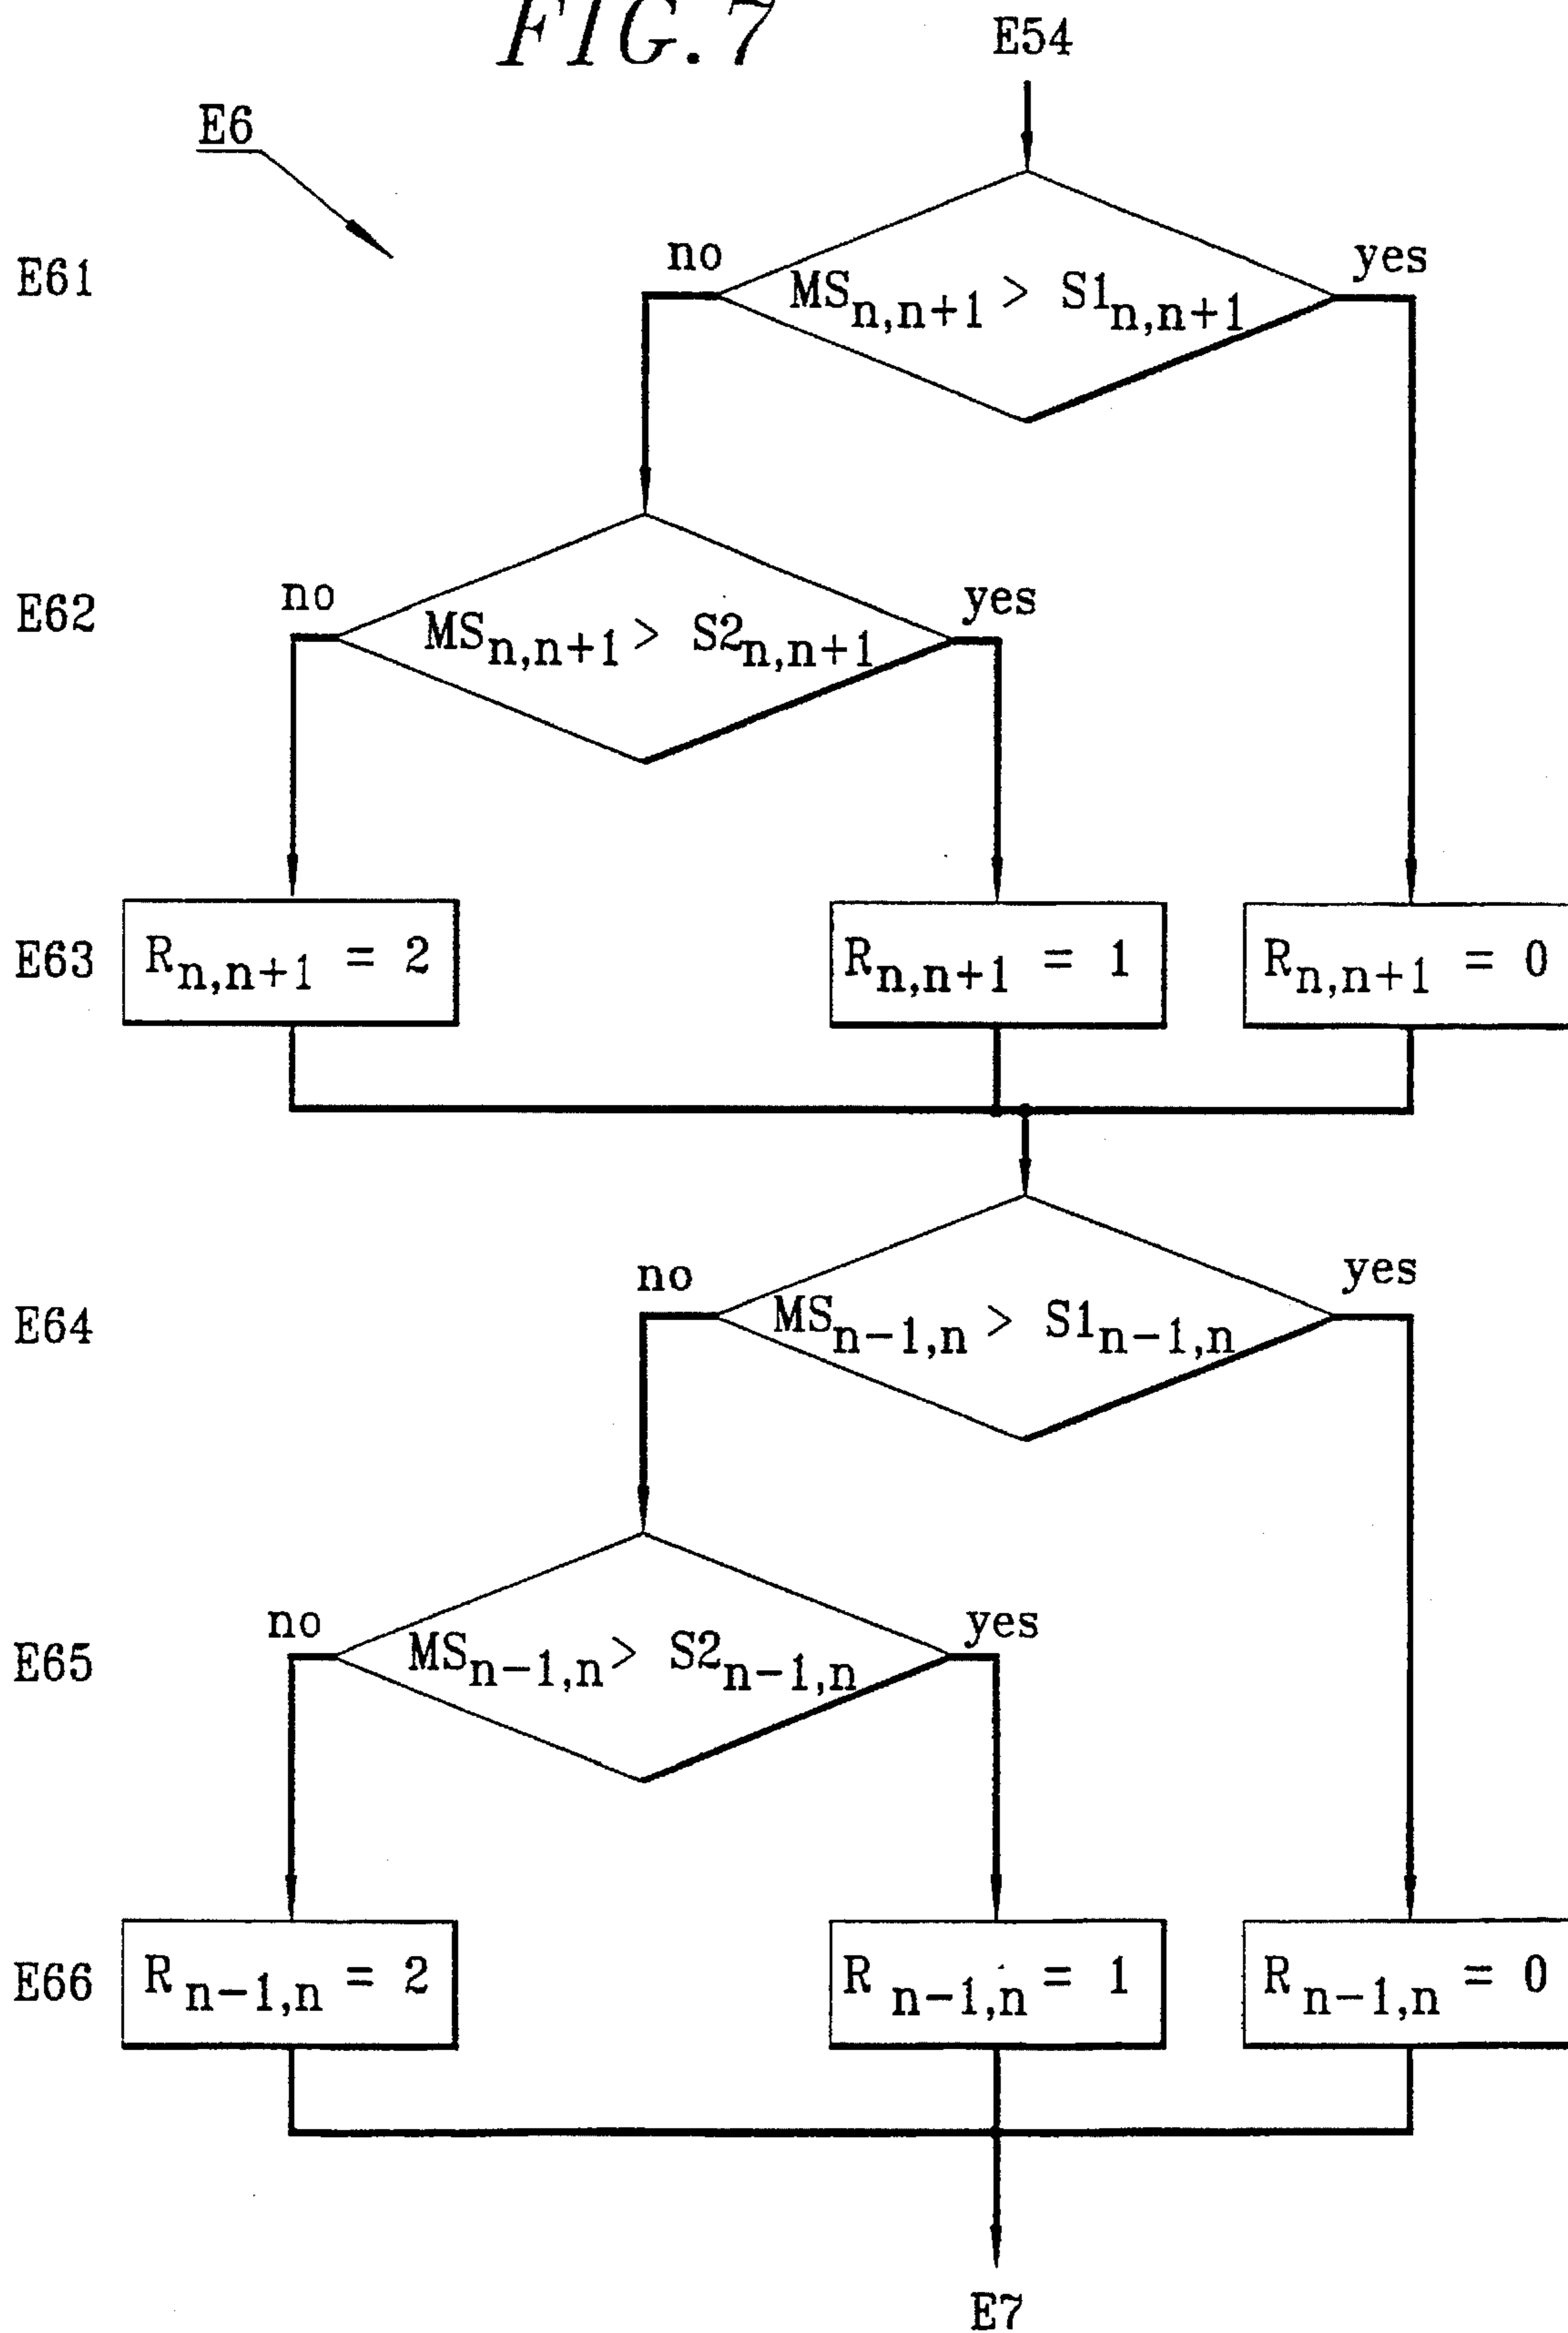 FIG. 7
E54
E6
E61
no
MSn,n+1 > S1n,n+1
yes
E62
no
MSn,n+1 > S2n,n+1
yes
E63
Rn,n+1 = 2
Rn,n+1 = 1
Rn,n+1 = 0
E64
no
MSn-1,n > S1n-1,n
yes
E65
no
MSn-1,n > S2n-1,n
yes
E66
Rn-1,n = 2
Rn-1,n = 1
Rn-1,n = 0
E7